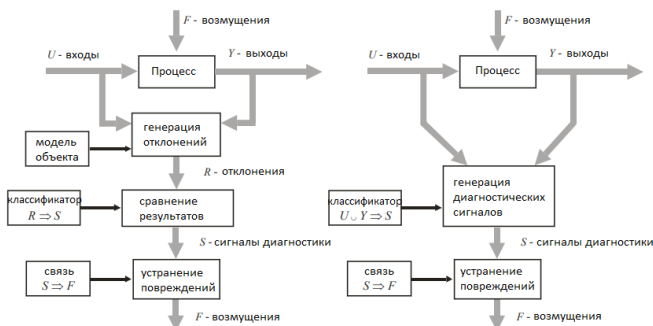 F - возмущения
U - входы
Y - выходы
Процесс
генерация
отклонений
модель
объекта
R - отклонения
классификатор
R ⇒ S
сравнение
результатов
S - сигналы диагностики
связь
S ⇒ F
устранение
повреждений
F - возмущения
F - возмущения
U - входы
Y - выходы
Процесс
генерация
диагностических
сигналов
классификатор
U ∪ Y ⇒ S
S - сигналы диагностики
связь
S ⇒ F
устранение
повреждений
F - возмущения